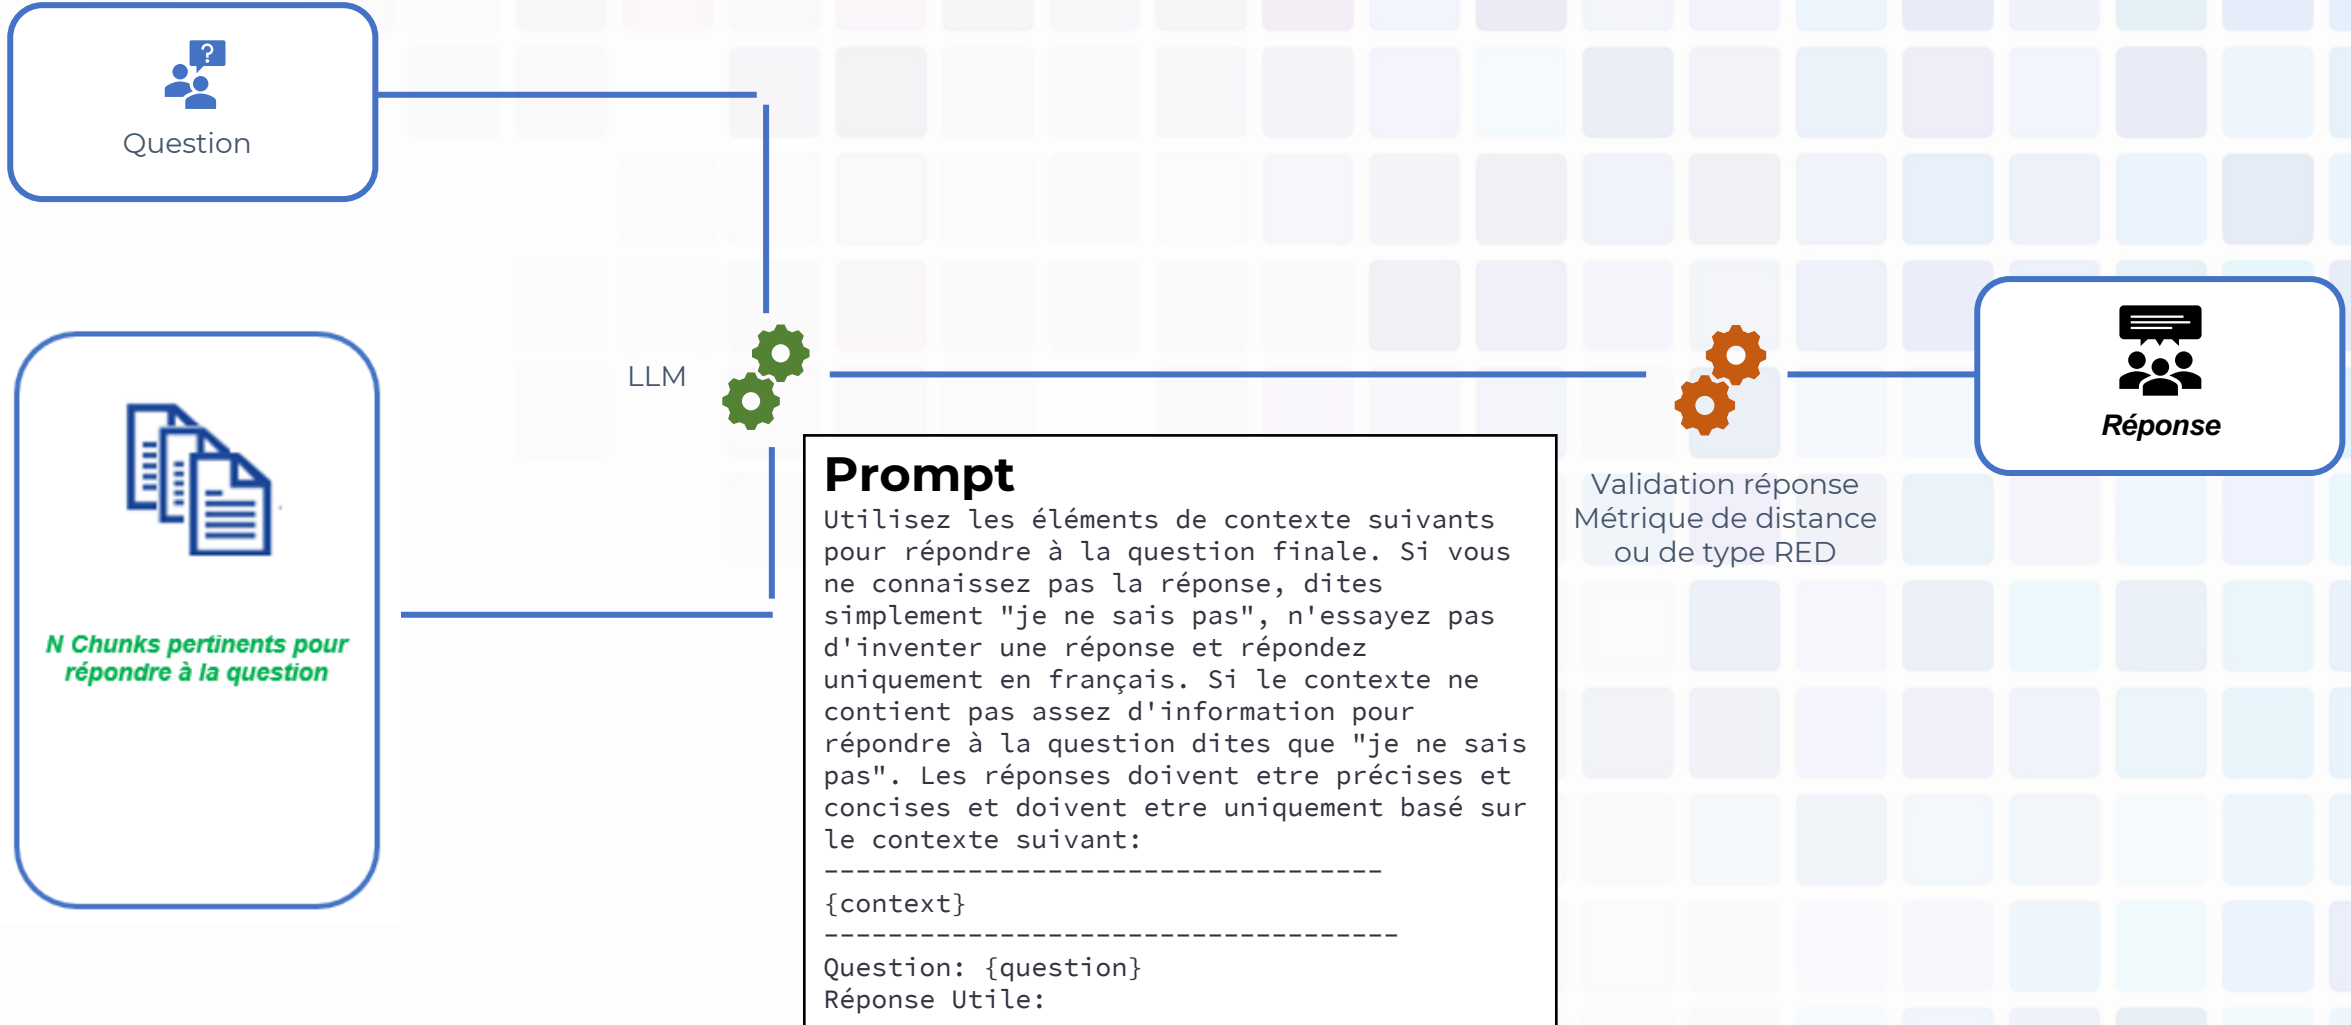 ?
Question
LLM
N Chunks pertinents pour
répondre à la question
Prompt
Utilisez les éléments de contexte suivants
pour répondre à la question finale. Si vous
ne connaissez pas la réponse, dites
simplement "je ne sais pas", n'essayez pas
d'inventer une réponse et répondez
uniquement en français. Si le contexte ne
contient pas assez d'information pour
répondre à la question dites que "je ne sais
pas". Les réponses doivent etre précises et
concises et doivent etre uniquement basé sur
le contexte suivant:
-----------------------------------
{context}
------------------------------------
Question: {question}
Réponse Utile:
Validation réponse
Métrique de distance
ou de type RED
Réponse